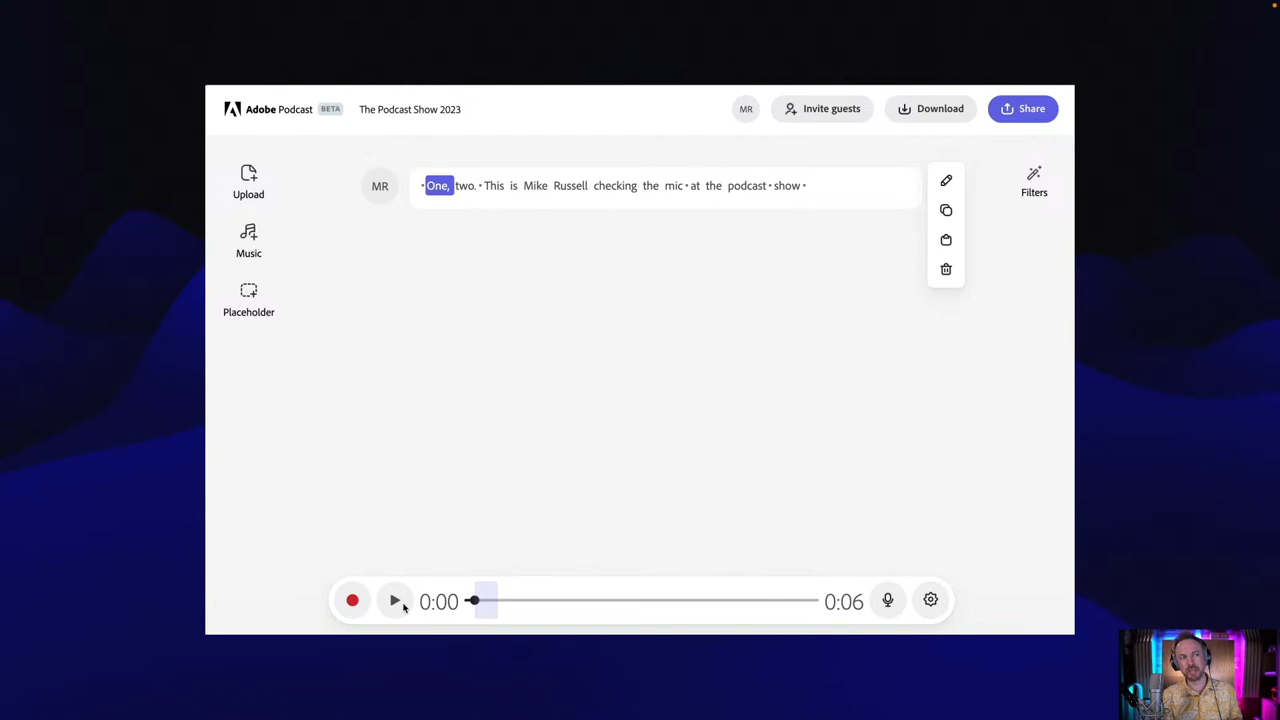 Adobe Podcast BETA The Podcast Show 2023 MR Invite guests Download Share
Upload
Music
Placeholder
MR · One, two. · This is Mike Russell checking the mic · at the podcast · show ·
Filters
0:00 0:06